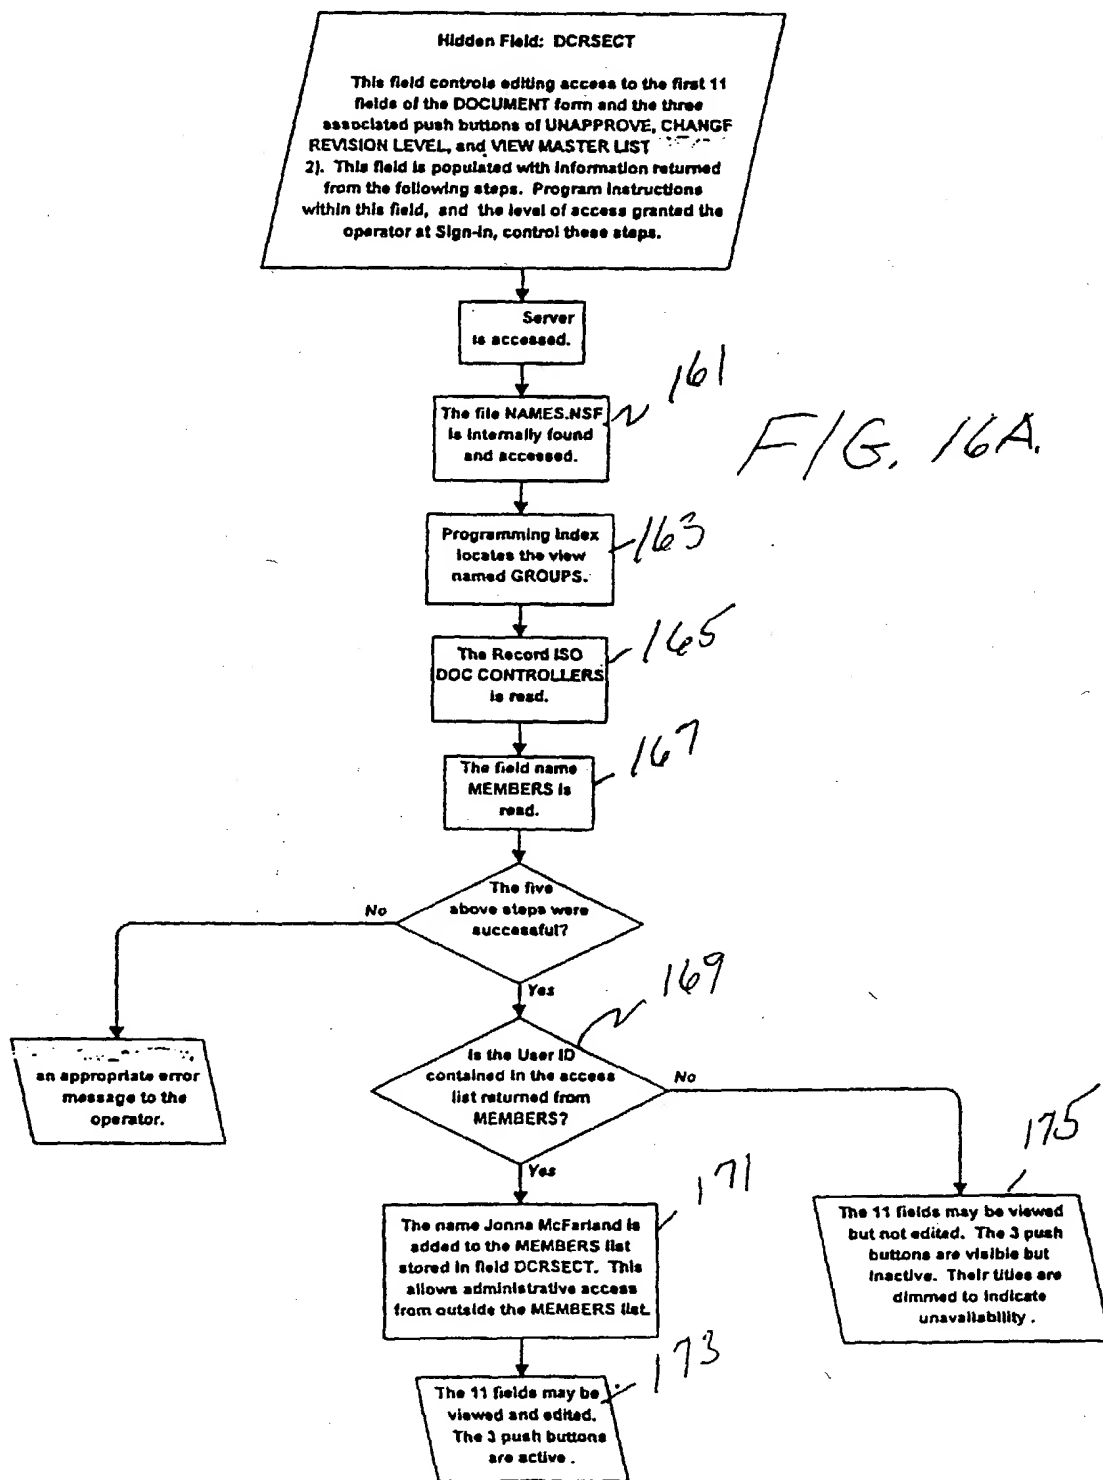 Hidden Field: DCRSECT
This field controls editing access to the first 11
fields of the DOCUMENT form and the three
associated push buttons of UNAPPROVE, CHANGE
REVISION LEVEL, and VIEW MASTER LIST
2). This field is populated with information returned
from the following steps. Program instructions
within this field, and the level of access granted the
operator at Sign-In, control these steps.
Server
is accessed.
161
The file NAMES.NSF
is internally found
and accessed.
FIG. 16A.
Programming Index
locates the view
named GROUPS.
163
The Record ISO
DOC CONTROLLERS
is read.
165
The field name
MEMBERS is
read.
167
The five
above steps were
successful?
No
Yes
169
an appropriate error
message to the
operator.
Is the User ID
contained in the access
list returned from
MEMBERS?
No
Yes
171
The name Jonna McFarland is
added to the MEMBERS list
stored in field DCRSECT. This
allows administrative access
from outside the MEMBERS list.
175
The 11 fields may be viewed
but not edited. The 3 push
buttons are visible but
inactive. Their titles are
dimmed to indicate
unavailability .
173
The 11 fields may be
viewed and edited.
The 3 push buttons
are active .